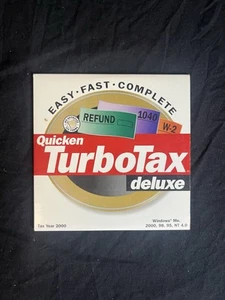 EASY·FAST·COMPLETE
REFUND
1040
W-2
Quicken
TurboTax
deluxe
Tax Year 2000
Windows® Me,
2000, 98, 95, NT 4.0